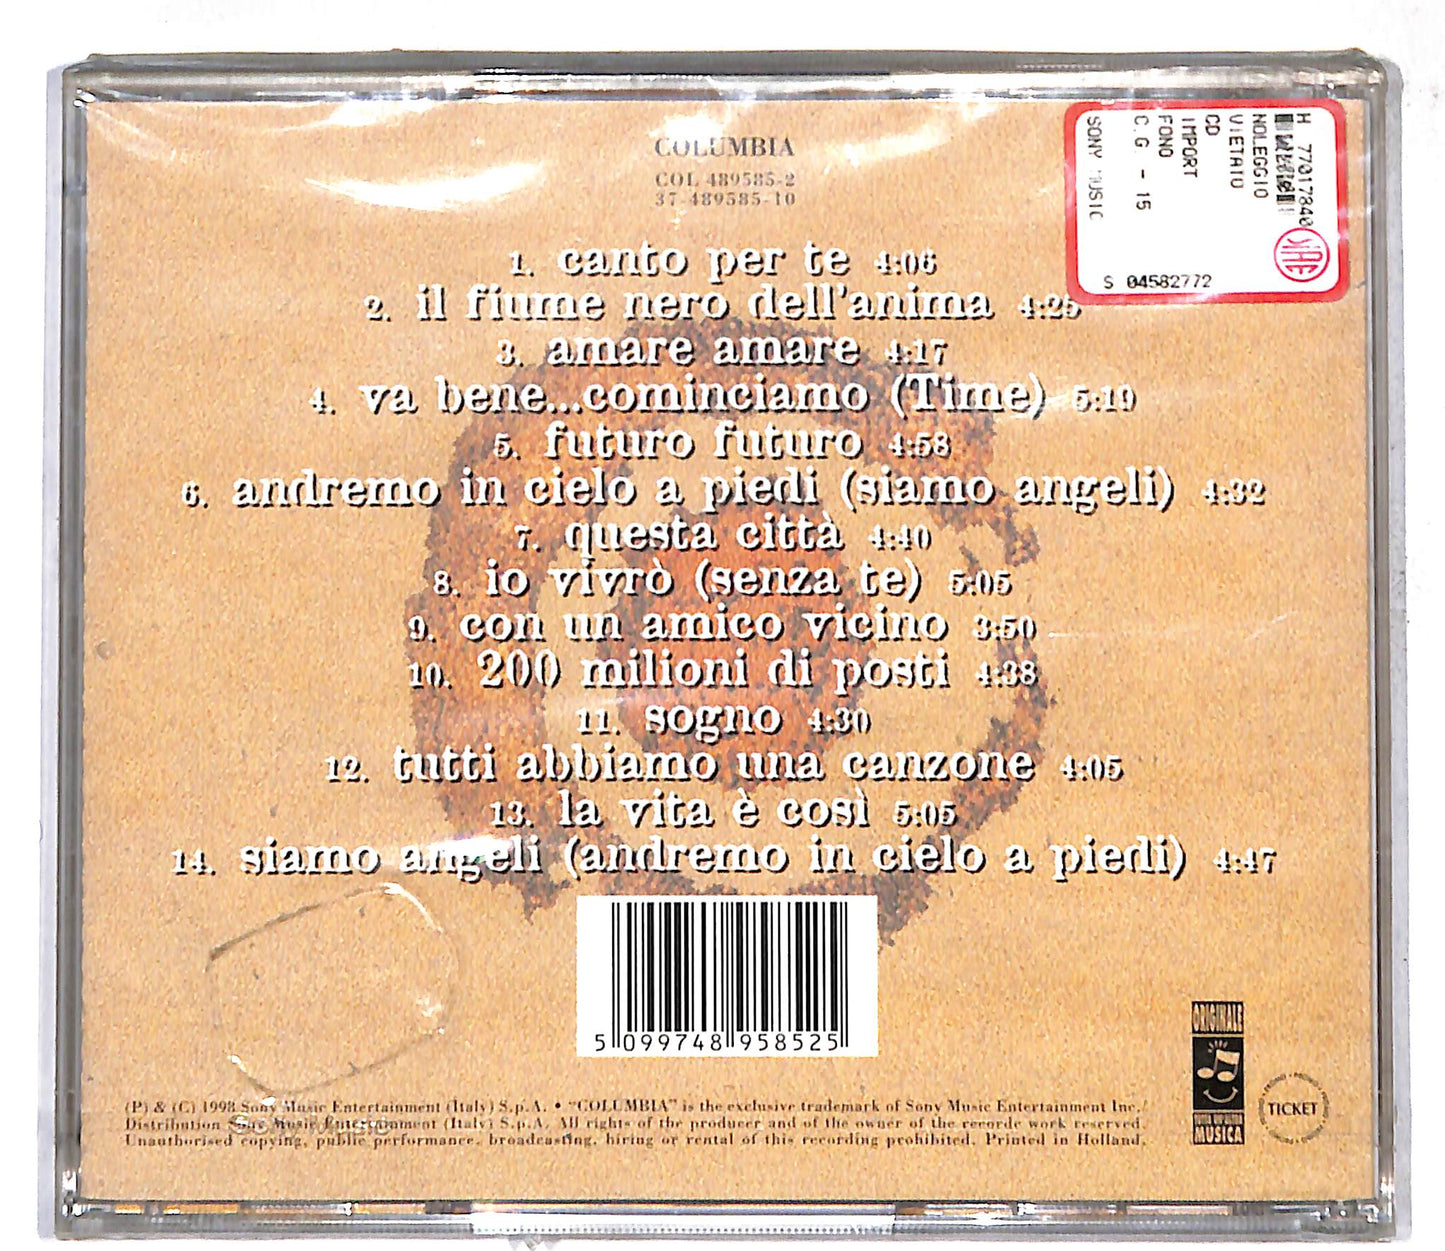 COLUMBIA
COL 489585-2
37-489585-10
1. canto per te 4:06
2. il fiume nero dell'anima 4:25
3. amare amare 4:17
4. va bene...cominciamo (Time) 5:19
5. futuro futuro 4:58
6. andremo in cielo a piedi (siamo angeli) 4:32
7. questa città 4:40
8. io vivrò (senza te) 5:05
9. con un amico vicino 3:50
10. 200 milioni di posti 4:38
11. sogno 4:30
12. tutti abbiamo una canzone 4:05
13. la vita è così 5:05
14. siamo angeli (andremo in cielo a piedi) 4:47
H 77017840
NOLEGGIO
VIETATO
CD
IMPORT
FONO
C.G - 15
SONY MUSIC
SIAE
S 04582772
5 099748 958525
(P) & (C) 1998 Sony Music Entertainment (Italy) S.p.A. • "COLUMBIA" is the exclusive trademark of Sony Music Entertainment Inc./
Distribution Sony Music Entertainment (Italy) S.p.A. All rights of the producer and of the owner of the recorde work reserved.
Unauthorised copying, public performance, broadcasting, hiring or rental of this recording prohibited. Printed in Holland.
ORIGINALE
MUSICA
TICKET